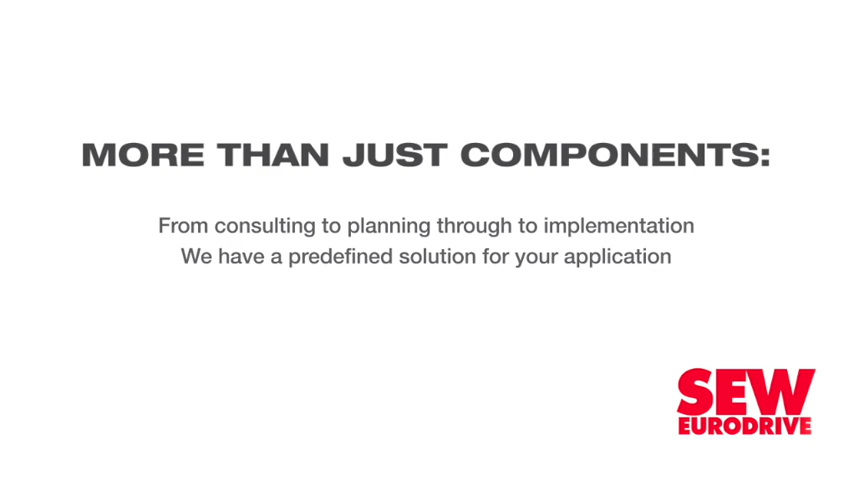 MORE THAN JUST COMPONENTS:
From consulting to planning through to implementation
We have a predefined solution for your application
SEW
EURODRIVE